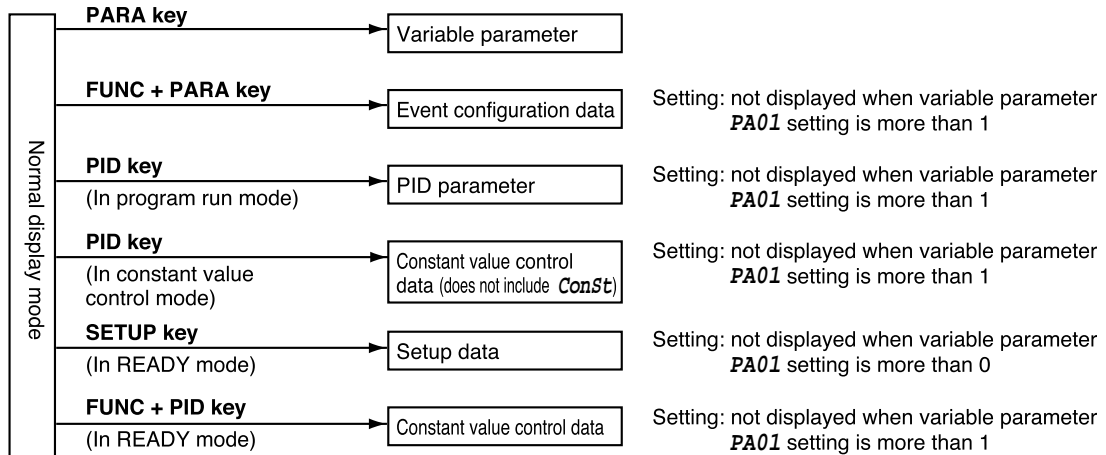 Normal display mode
PARA key
Variable parameter
FUNC + PARA key
Event configuration data
Setting: not displayed when variable parameter
PA01 setting is more than 1
PID key
(In program run mode)
PID parameter
Setting: not displayed when variable parameter
PA01 setting is more than 1
PID key
(In constant value
control mode)
Constant value control
data (does not include ConSt)
Setting: not displayed when variable parameter
PA01 setting is more than 1
SETUP key
(In READY mode)
Setup data
Setting: not displayed when variable parameter
PA01 setting is more than 0
FUNC + PID key
(In READY mode)
Constant value control data
Setting: not displayed when variable parameter
PA01 setting is more than 1